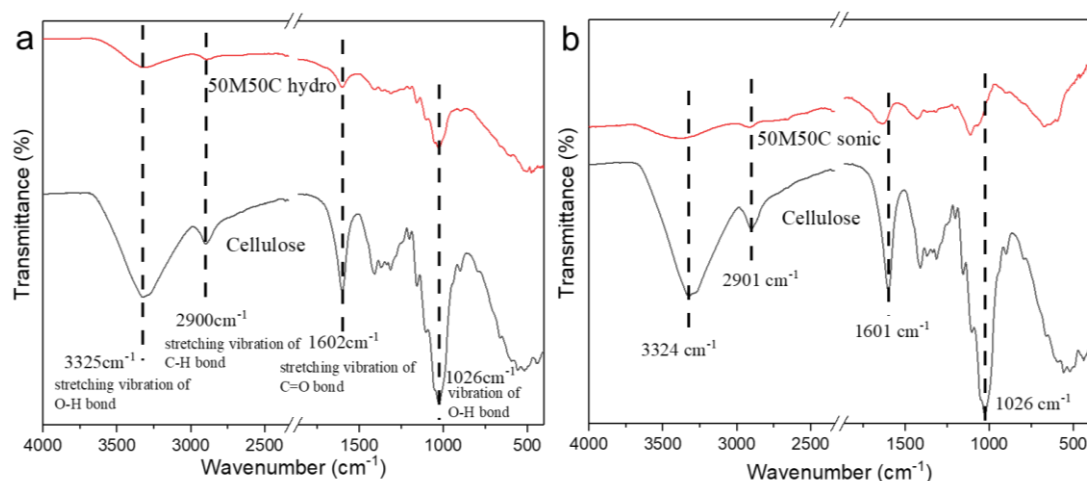 a
Transmittance (%)
50M50C hydro
Cellulose
2900cm-1
stretching vibration of
C-H bond
3325cm-1
stretching vibration of
O-H bond
1602cm-1
stretching vibration of
C=O bond
1026cm-1
vibration of
O-H bond
4000 3500 3000 2500 1500 1000 500
Wavenumber (cm-1)
b
Transmittance (%)
50M50C sonic
Cellulose
2901 cm-1
3324 cm-1
1601 cm-1
1026 cm-1
4000 3500 3000 2500 1500 1000 500
Wavenumber (cm-1)